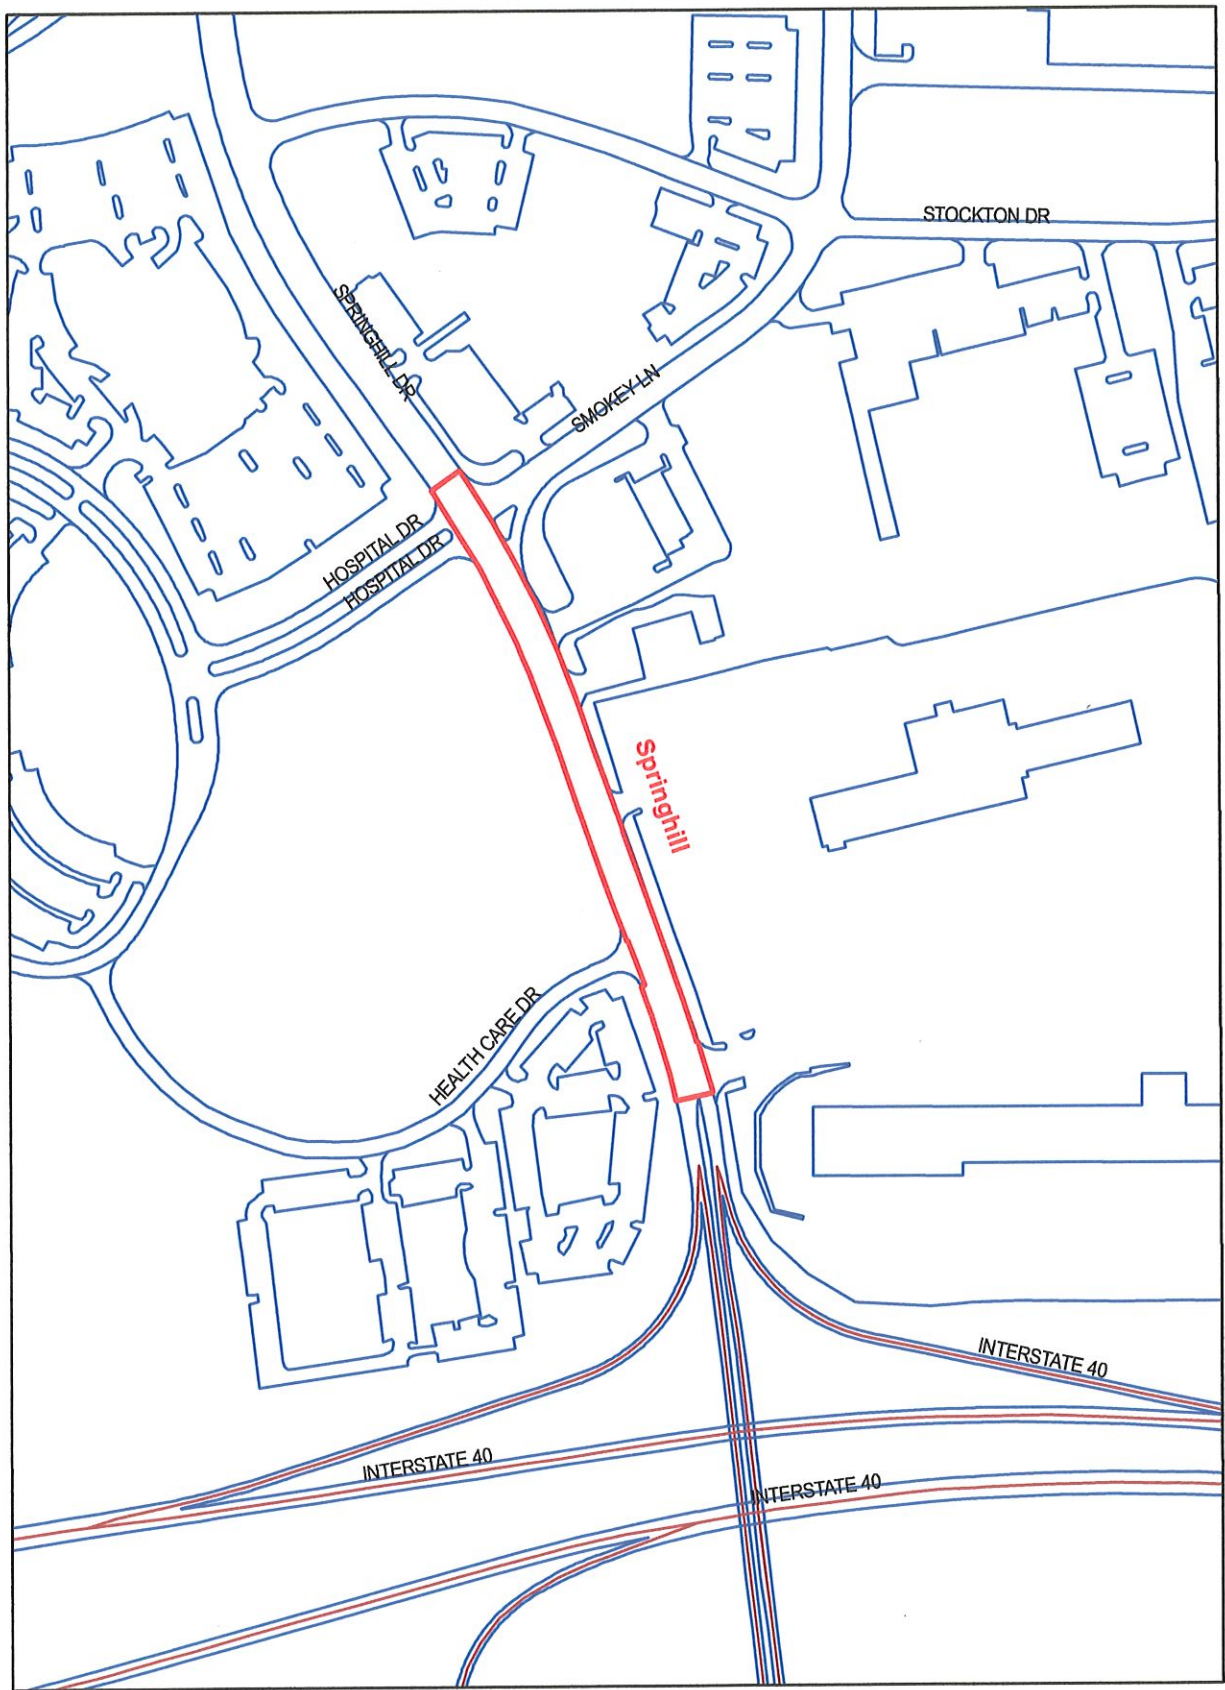 STOCKTON DR
SPRINGHILL DR
SMOKEY LN
HOSPITAL DR
HOSPITAL DR
Springhill
HEALTH CARE DR
INTERSTATE 40
INTERSTATE 40
INTERSTATE 40